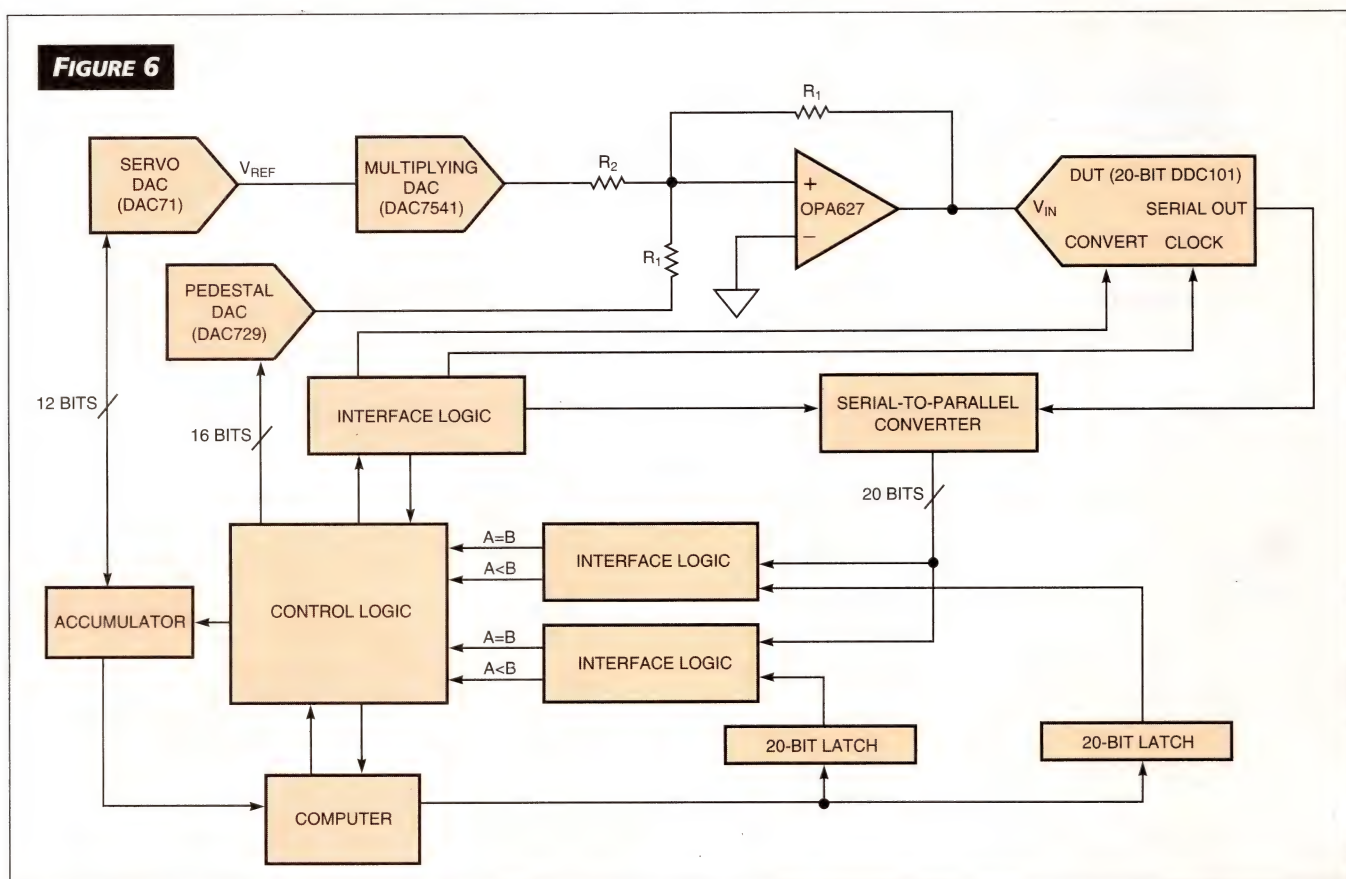 FIGURE 6
SERVO
DAC
(DAC71)
VREF
MULTIPLYING
DAC
(DAC7541)
R2
R1
R1
+
−
OPA627
DUT (20-BIT DDC101)
VIN
SERIAL OUT
CONVERT
CLOCK
PEDESTAL
DAC
(DAC729)
12 BITS
16 BITS
INTERFACE LOGIC
SERIAL-TO-PARALLEL
CONVERTER
20 BITS
ACCUMULATOR
CONTROL LOGIC
A=B
A<B
INTERFACE LOGIC
A=B
A<B
INTERFACE LOGIC
20-BIT LATCH
20-BIT LATCH
COMPUTER